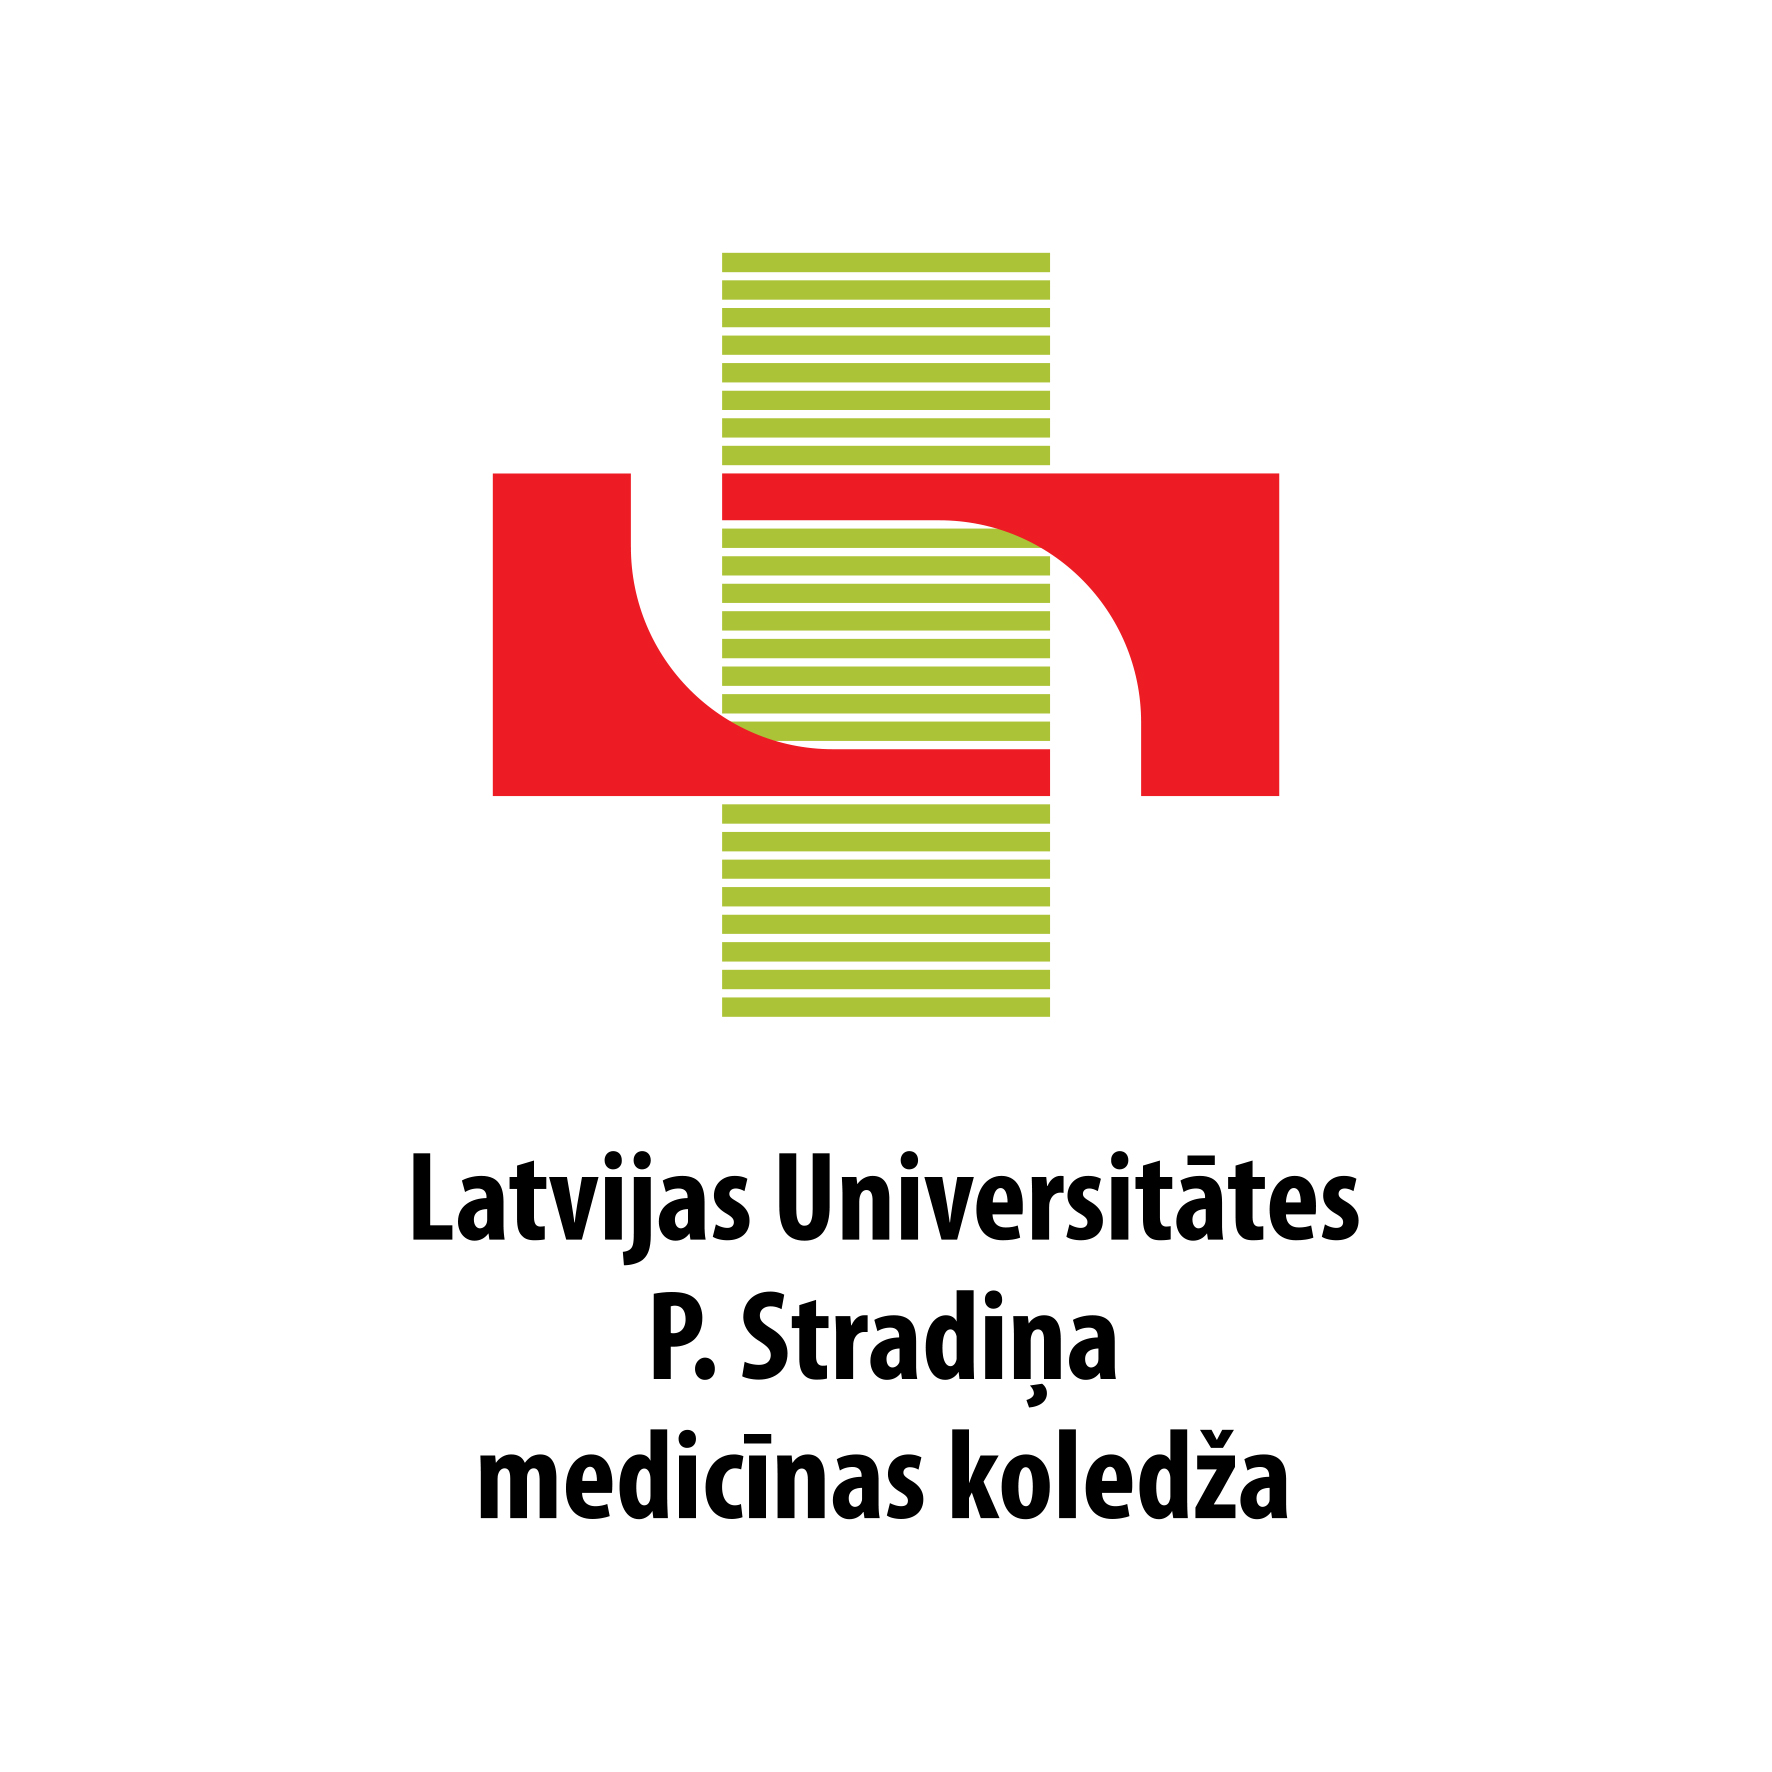 Latvijas Universitātes
P. Stradiņa
medicīnas koledža